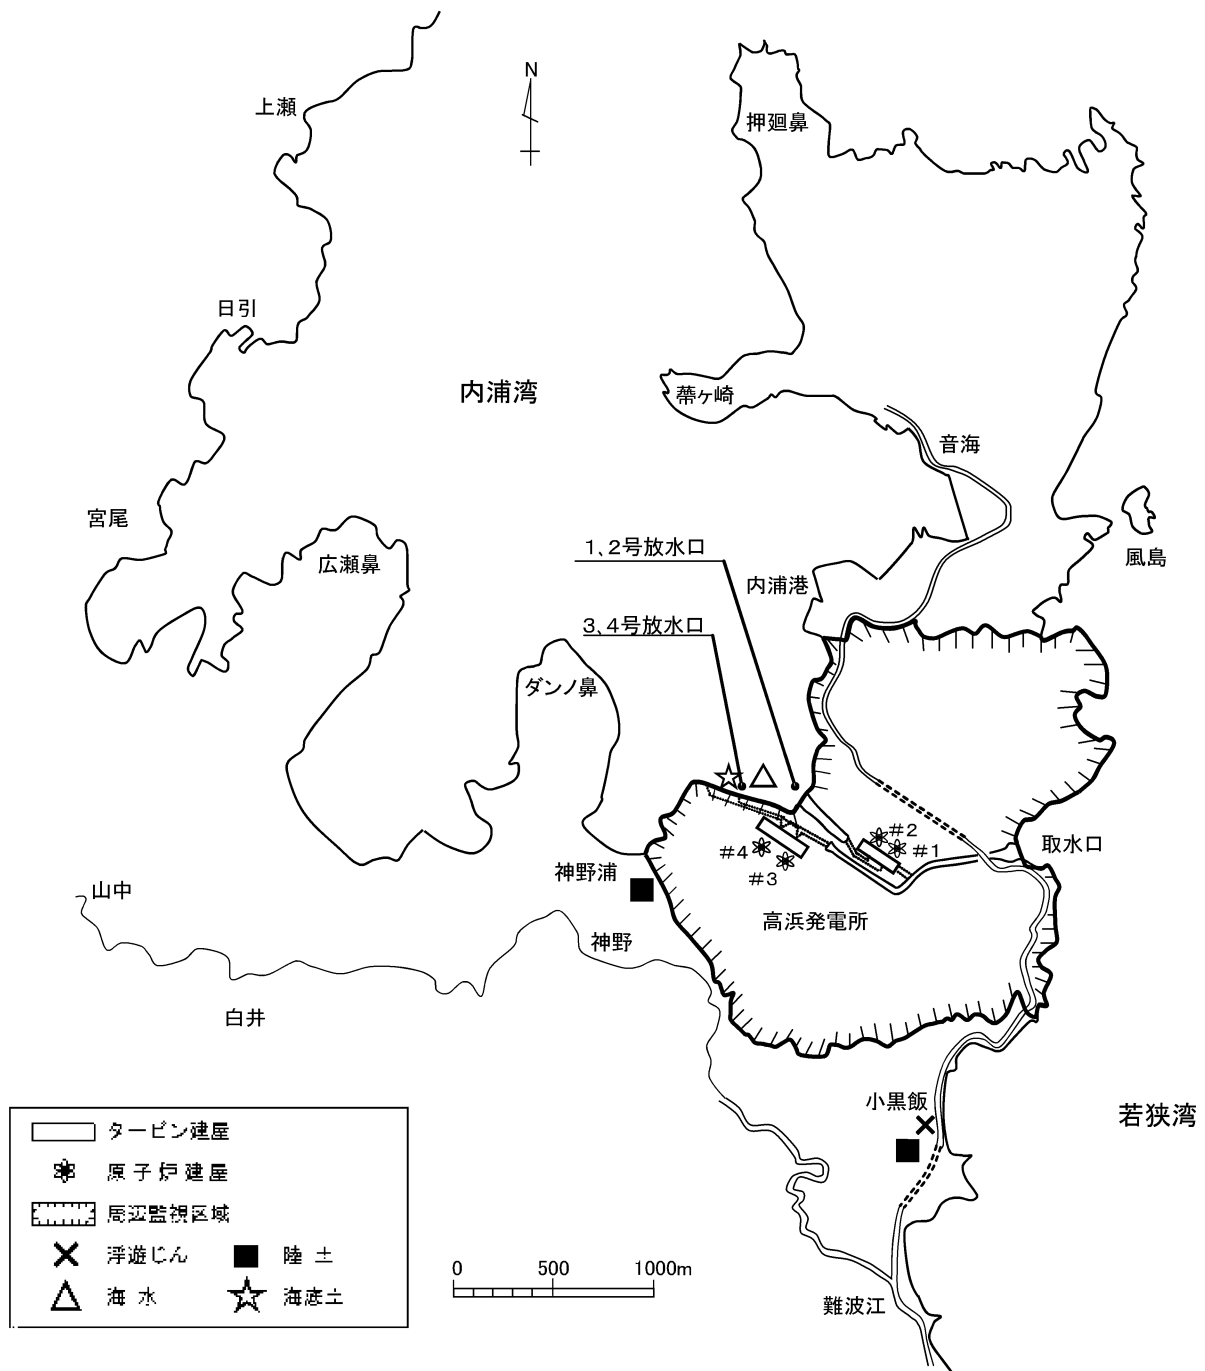 N
上瀬
押廻鼻
日引
内浦湾
蔕ヶ崎
音海
宮尾
広瀬鼻
1、2号放水口
内浦港
風島
3、4号放水口
ダンノ鼻
#2
#1
#4
#3
取水口
神野浦
山中
高浜発電所
神野
白井
小黒飯
若狭湾
タービン建屋
原子炉建屋
周辺監視区域
浮遊じん
陸土
海水
海底土
0 500 1000m
難波江